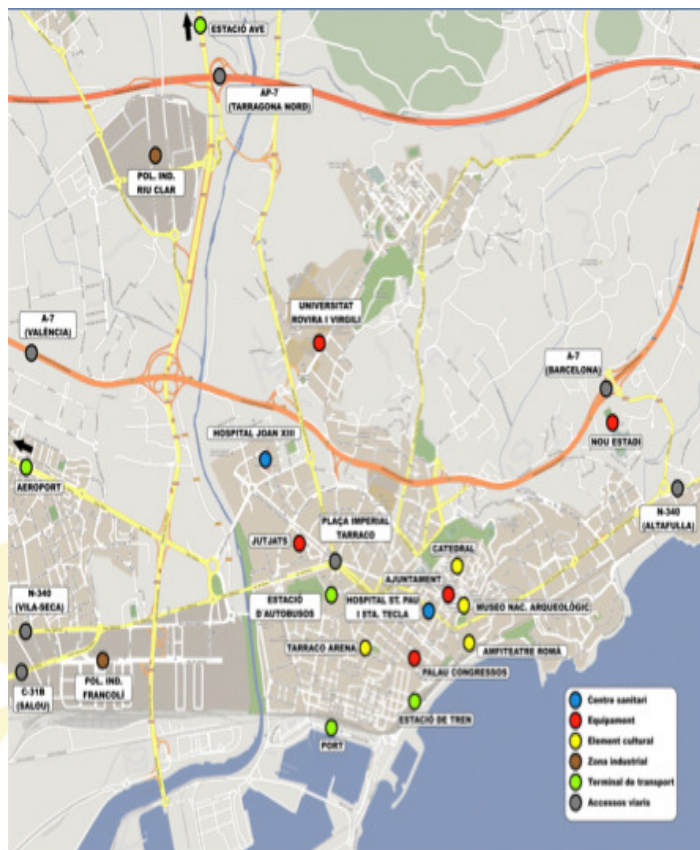 ESTACIÓ AVE
AP-7
(TARRAGONA NORD)
POL. IND.
RIU CLAR
UNIVERSITAT
ROVIRA I VIRGILI
A-7
(VALÈNCIA)
A-7
(BARCELONA)
NOU ESTADI
HOSPITAL JOAN XIII
AEROPORT
N-340
(ALTAFULLA)
PLAÇA IMPERIAL
TARRACO
JUTJATS
CATEDRAL
AJUNTAMENT
N-340
(VILA-SECA)
ESTACIÓ
D'AUTOBUSOS
HOSPITAL ST. PAU
I STA. TECLA
MUSEO NAC. ARQUEOLÒGIC
TARRACO ARENA
AMFITEATRE ROMÀ
POL. IND.
FRANCOLÍ
PALAU CONGRESSOS
C-31B
(SALOU)
ESTACIÓ DE TREN
PORT
Centre sanitari
Equipament
Element cultural
Zona industrial
Terminal de transport
Accessos viaris